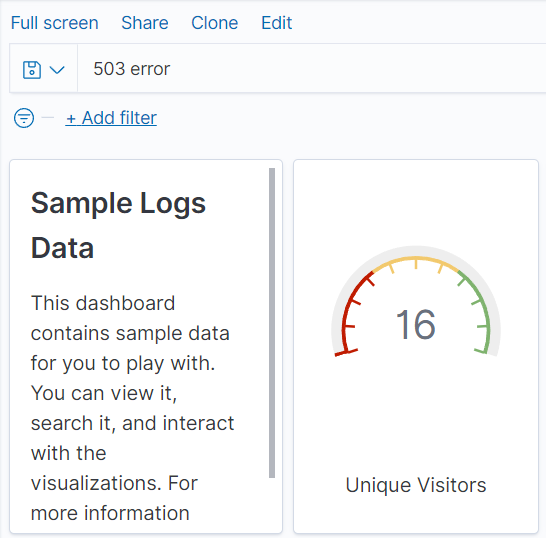 Full screen Share Clone Edit
503 error
+ Add filter
Sample Logs
Data
This dashboard
contains sample data
for you to play with.
You can view it,
search it, and interact
with the
visualizations. For
more information
16
Unique Visitors